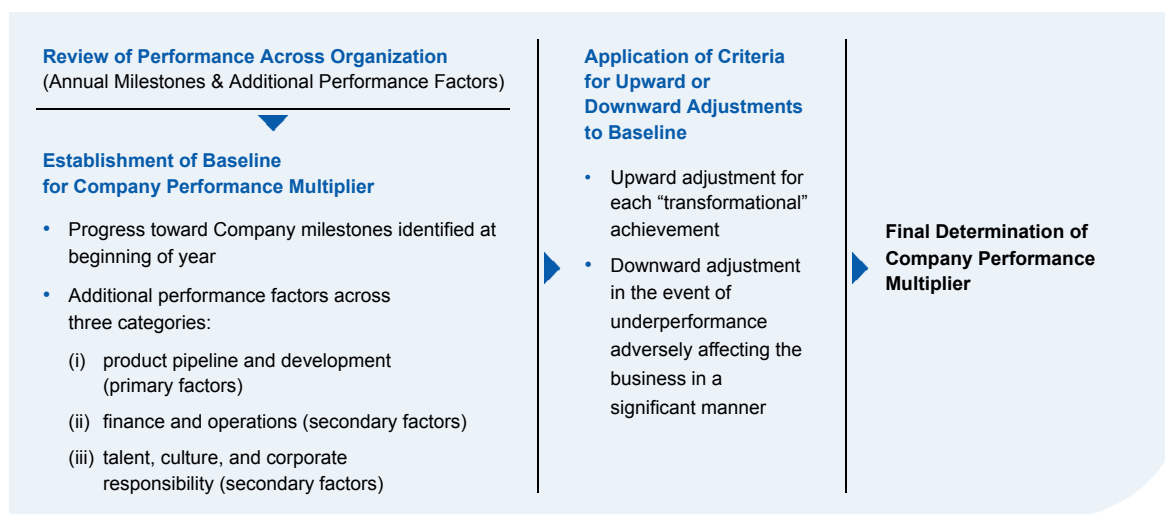 Review of Performance Across Organization
(Annual Milestones & Additional Performance Factors)
Establishment of Baseline
for Company Performance Multiplier
• Progress toward Company milestones identified at
beginning of year
• Additional performance factors across
three categories:
(i) product pipeline and development
(primary factors)
(ii) finance and operations (secondary factors)
(iii) talent, culture, and corporate
responsibility (secondary factors)
Application of Criteria
for Upward or
Downward Adjustments
to Baseline
• Upward adjustment for
each “transformational”
achievement
• Downward adjustment
in the event of
underperformance
adversely affecting the
business in a
significant manner
Final Determination of
Company Performance
Multiplier